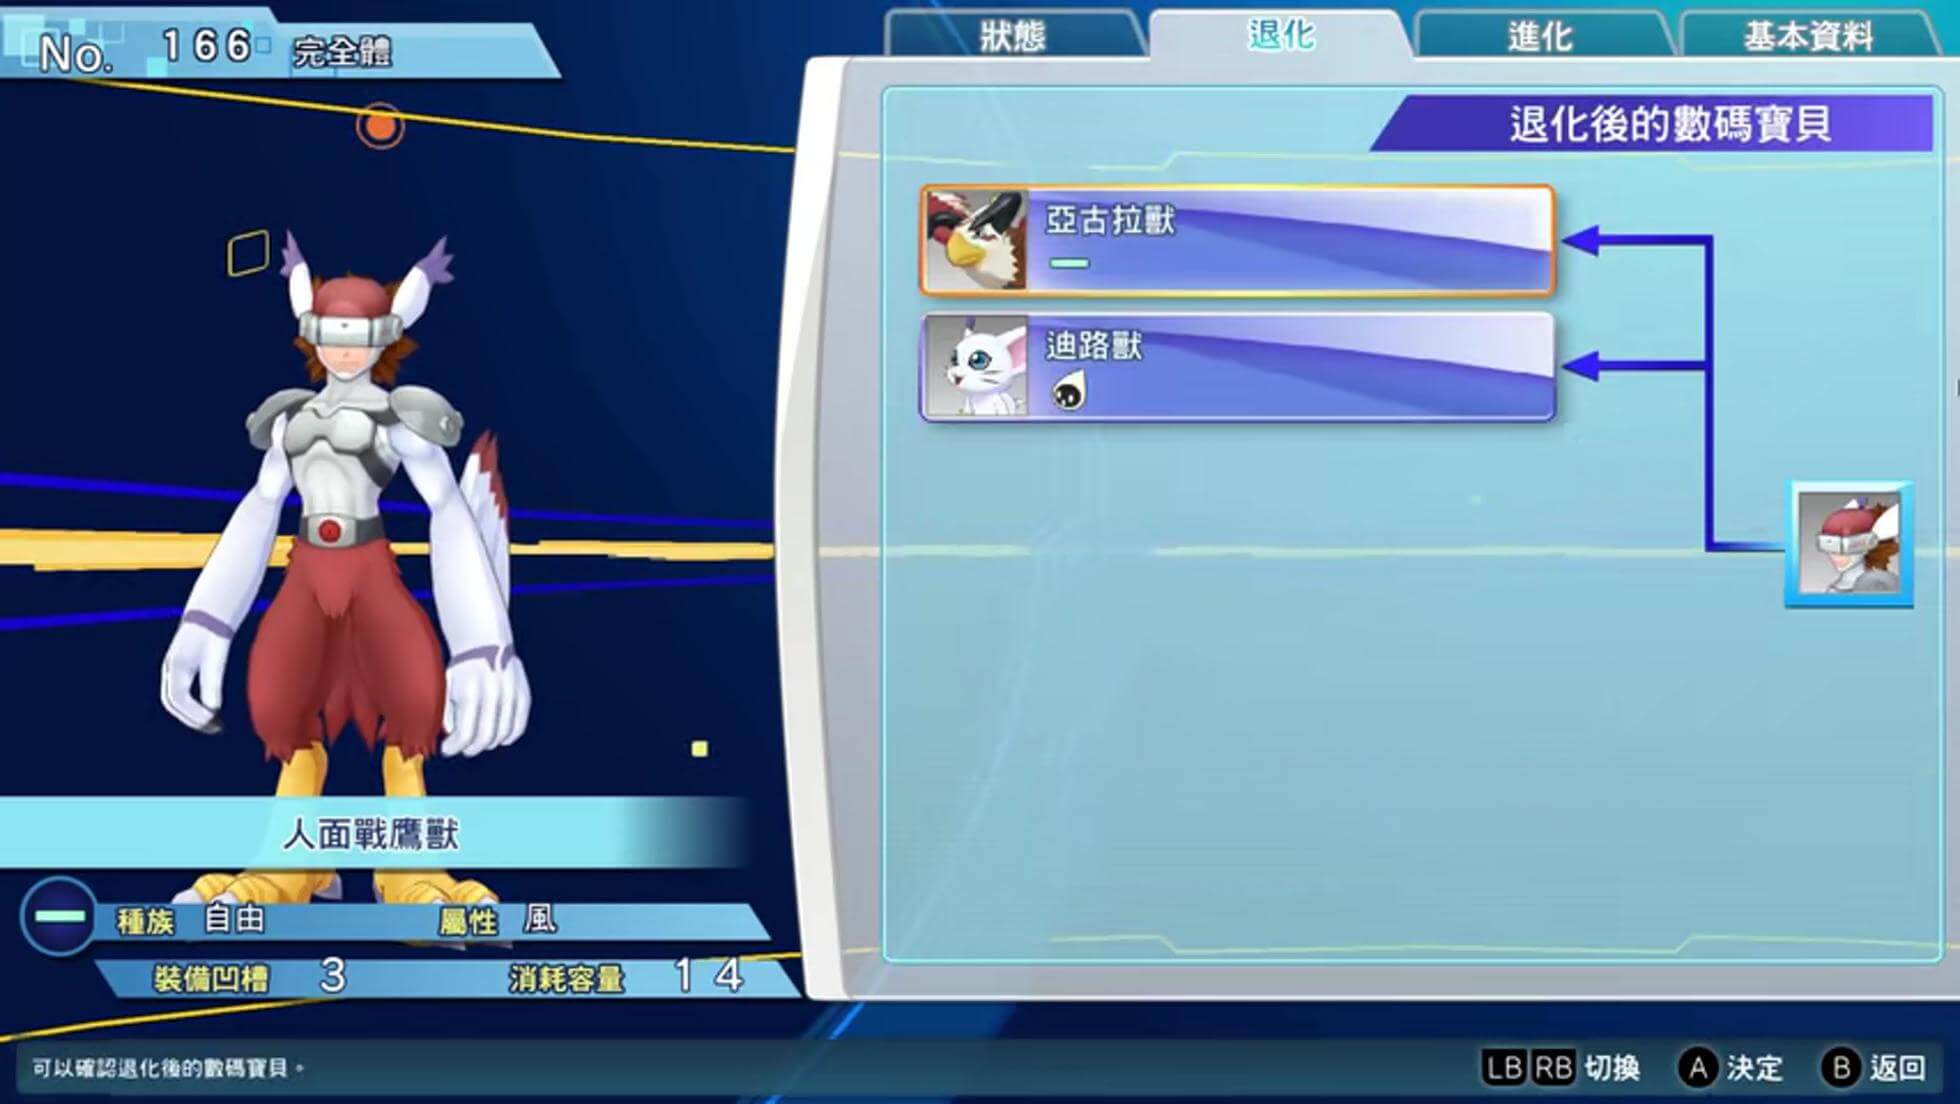 No. 166 完全體
狀態 退化 進化 基本資料
退化後的數碼寶貝
亞古拉獸
迪路獸
人面戰鷹獸
種族 自由 屬性 風
裝備凹槽 3 消耗容量 14
可以確認退化後的數碼寶貝。
LB RB 切換 A 決定 B 返回